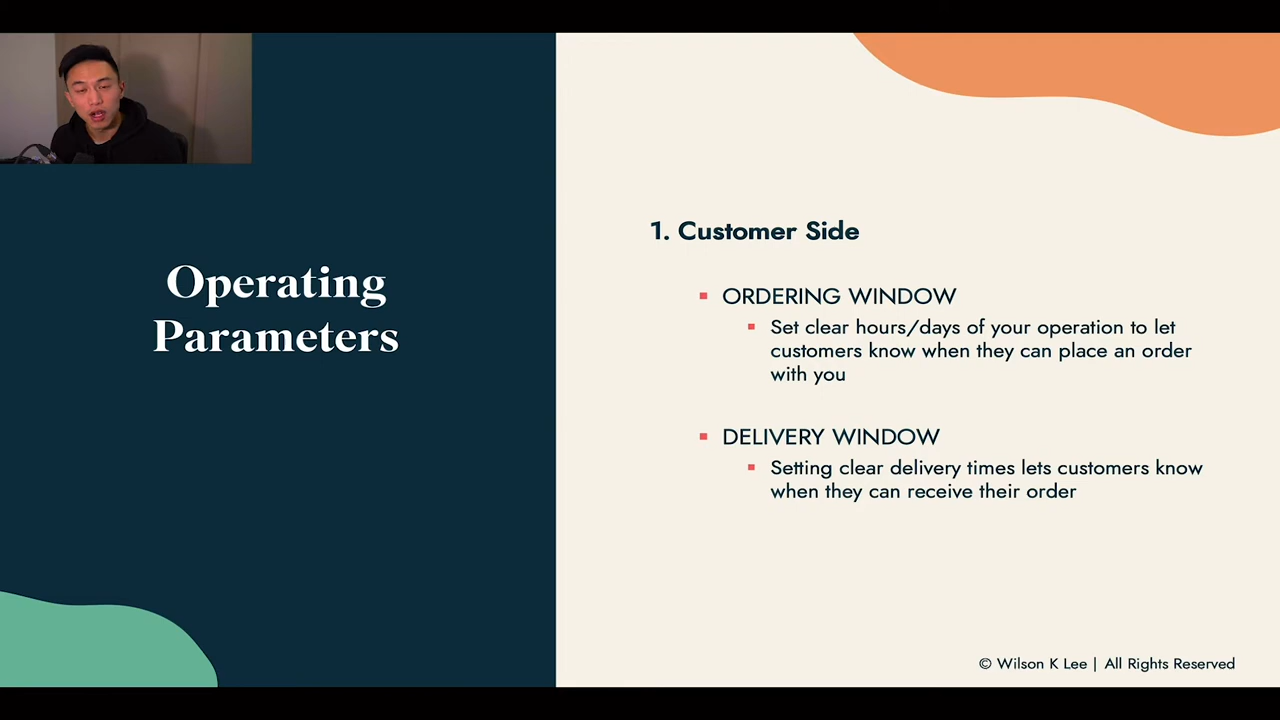 Operating
Parameters
1. Customer Side
ORDERING WINDOW
Set clear hours/days of your operation to let
customers know when they can place an order
with you
DELIVERY WINDOW
Setting clear delivery times lets customers know
when they can receive their order
© Wilson K Lee | All Rights Reserved